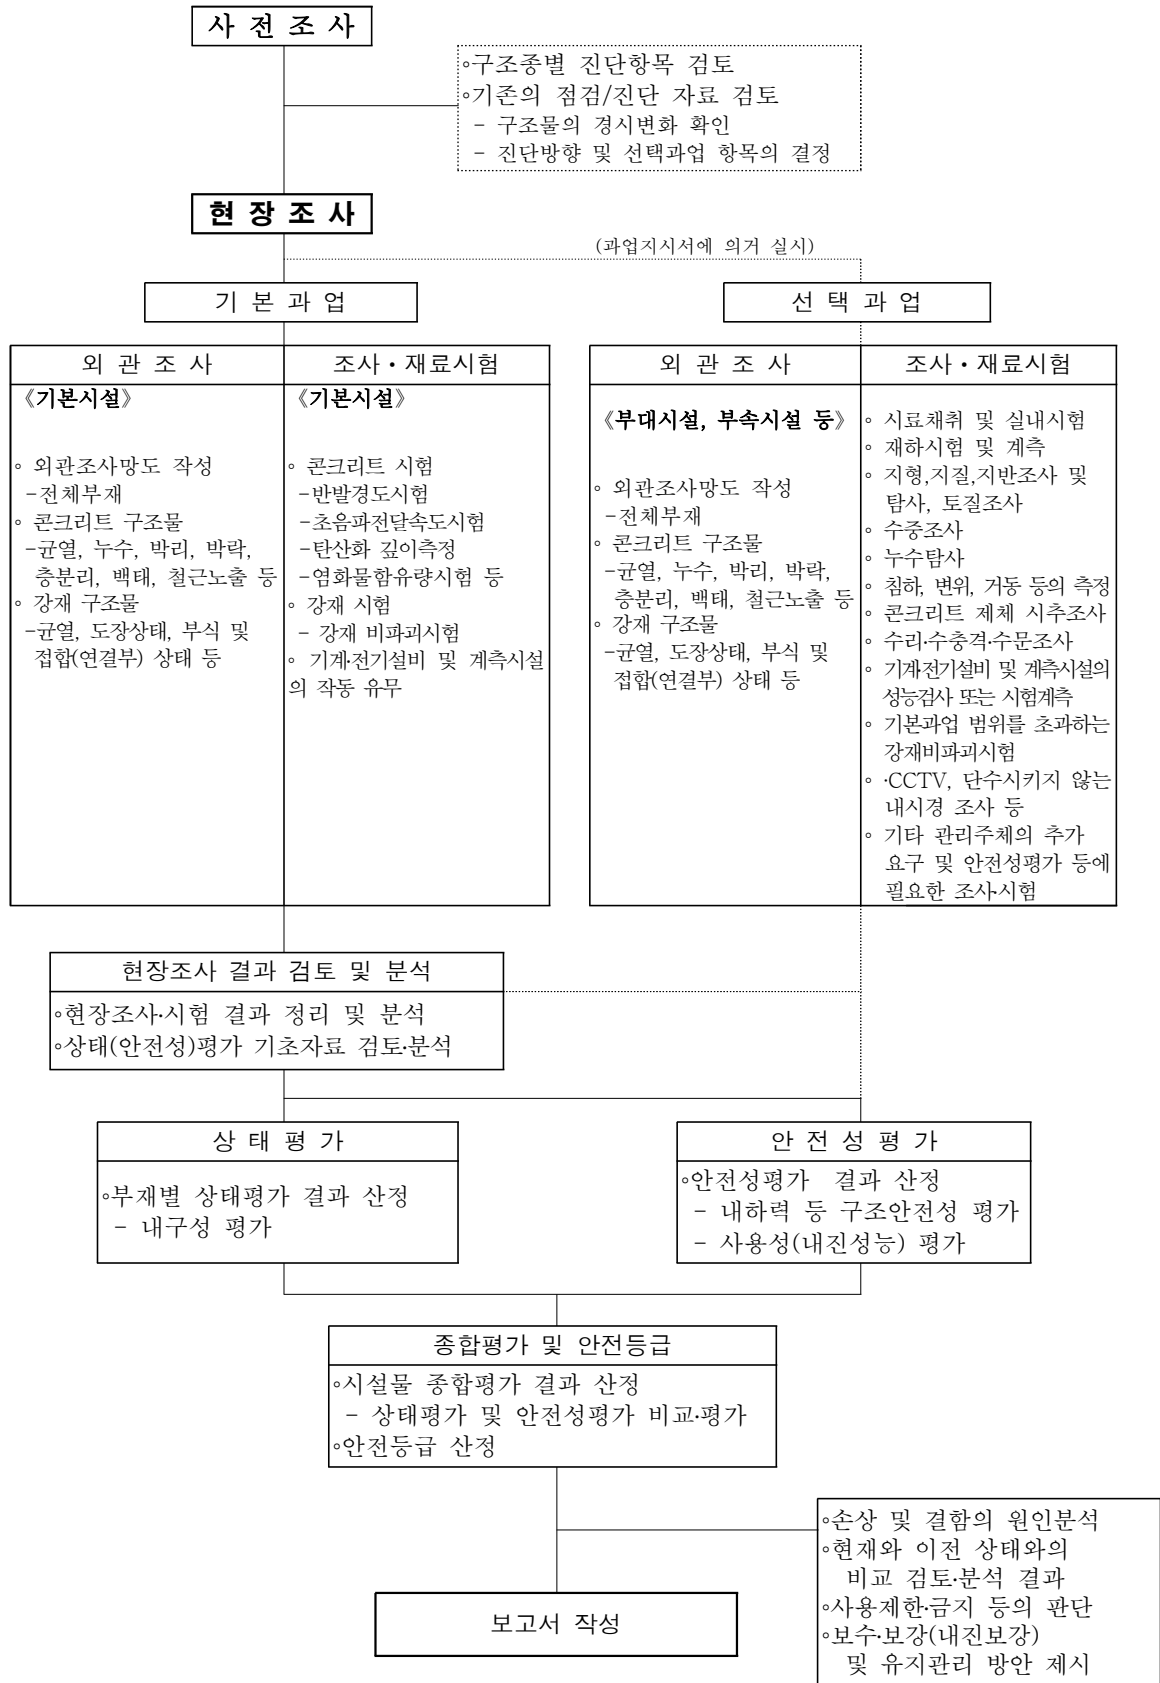 사 전 조 사
◦구조종별 진단항목 검토
◦기존의 점검/진단 자료 검토
- 구조물의 경시변화 확인
- 진단방향 및 선택과업 항목의 결정
현 장 조 사
(과업지시서에 의거 실시)
기 본 과 업
선 택 과 업
외 관 조 사
조사·재료시험
《기본시설》
◦ 외관조사망도 작성
-전체부재
◦ 콘크리트 구조물
-균열, 누수, 박리, 박락,
층분리, 백태, 철근노출 등
◦ 강재 구조물
-균열, 도장상태, 부식 및
접합(연결부) 상태 등
《기본시설》
◦ 콘크리트 시험
-반발경도시험
-초음파전달속도시험
-탄산화 깊이측정
-염화물함유량시험 등
◦ 강재 시험
- 강재 비파괴시험
◦ 기계·전기설비 및 계측시설
의 작동 유무
외 관 조 사
조사·재료시험
《부대시설, 부속시설 등》
◦ 외관조사망도 작성
-전체부재
◦ 콘크리트 구조물
-균열, 누수, 박리, 박락,
층분리, 백태, 철근노출 등
◦ 강재 구조물
-균열, 도장상태, 부식 및
접합(연결부) 상태 등
◦ 시료채취 및 실내시험
◦ 재하시험 및 계측
◦ 지형,지질,지반조사 및
탐사, 토질조사
◦ 수중조사
◦ 누수탐사
◦ 침하, 변위, 거동 등의 측정
◦ 콘크리트 제체 시추조사
◦ 수리·수충격·수문조사
◦ 기계·전기설비 및 계측시설의
성능검사 또는 시험계측
◦ 기본과업 범위를 초과하는
강재비파괴시험
◦ ·CCTV, 단수시키지 않는
내시경 조사 등
◦ 기타 관리주체의 추가
요구 및 안전성평가 등에
필요한 조사·시험
현장조사 결과 검토 및 분석
◦현장조사·시험 결과 정리 및 분석
◦상태(안전성)평가 기초자료 검토·분석
상 태 평 가
◦부재별 상태평가 결과 산정
- 내구성 평가
안 전 성 평 가
◦안전성평가 결과 산정
- 내하력 등 구조안전성 평가
- 사용성(내진성능) 평가
종합평가 및 안전등급
◦시설물 종합평가 결과 산정
- 상태평가 및 안전성평가 비교·평가
◦안전등급 산정
◦손상 및 결함의 원인분석
◦현재와 이전 상태와의
비교 검토·분석 결과
◦사용제한·금지 등의 판단
◦보수·보강(내진보강)
및 유지관리 방안 제시
보고서 작성